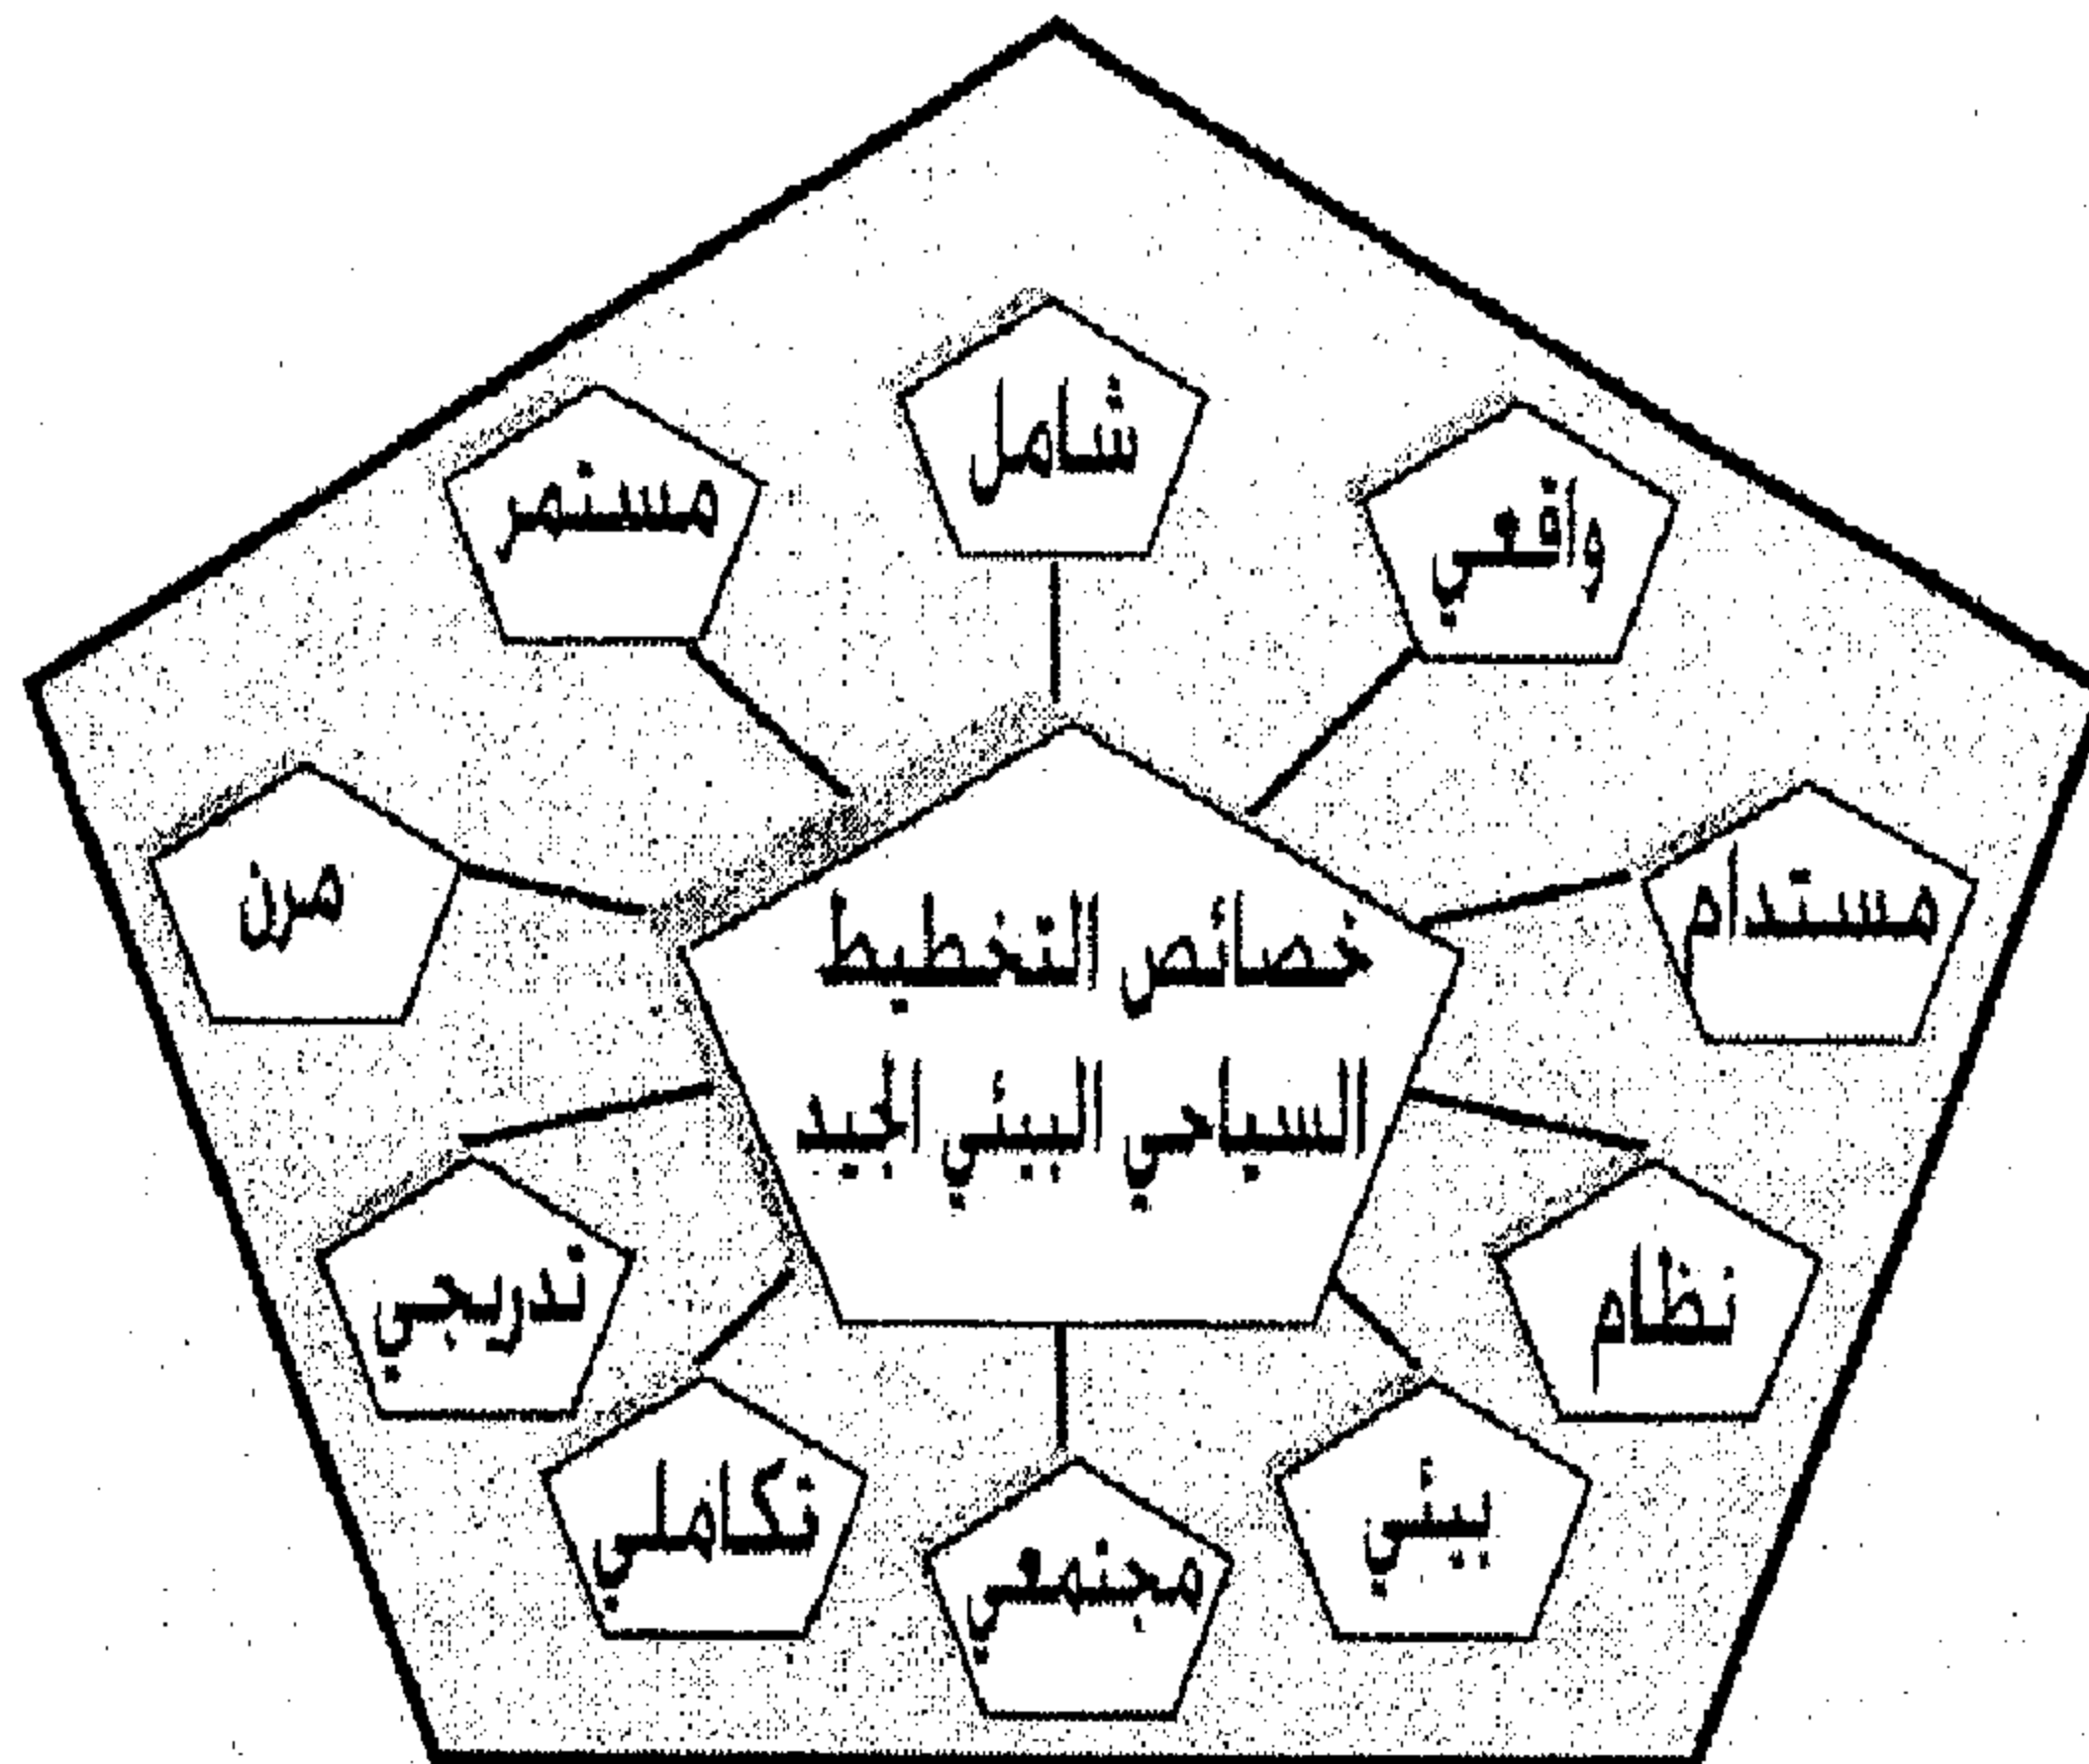 شامل
واقعي
مستمر
مستدام
مرن
خصائص التخطيط
السياحي البيئي الجيد
نظام
تدريجي
بيئي
تكاملي
مجتمعي